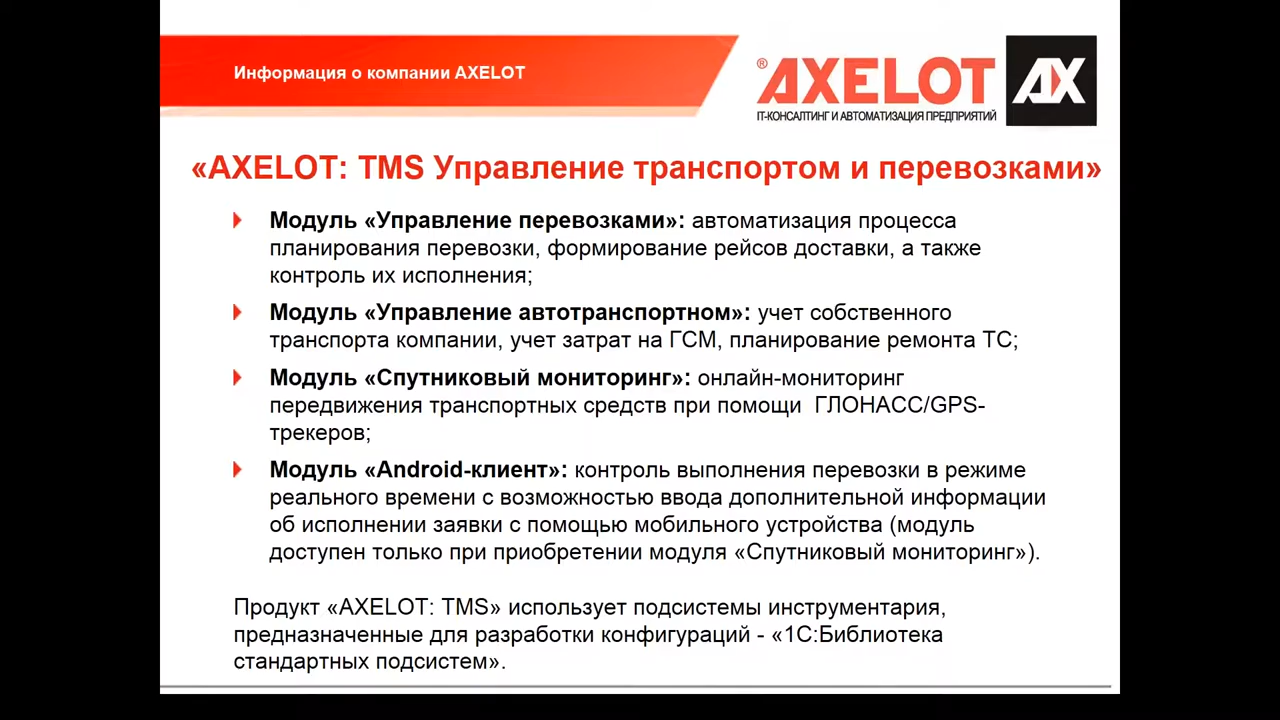 Информация о компании AXELOT
® AXELOT AX
IT-КОНСАЛТИНГ И АВТОМАТИЗАЦИЯ ПРЕДПРИЯТИЙ
«AXELOT: TMS Управление транспортом и перевозками»
Модуль «Управление перевозками»: автоматизация процесса
планирования перевозки, формирование рейсов доставки, а также
контроль их исполнения;
Модуль «Управление автотранспортном»: учет собственного
транспорта компании, учет затрат на ГСМ, планирование ремонта ТС;
Модуль «Спутниковый мониторинг»: онлайн-мониторинг
передвижения транспортных средств при помощи ГЛОНАСС/GPS-
трекеров;
Модуль «Android-клиент»: контроль выполнения перевозки в режиме
реального времени с возможностью ввода дополнительной информации
об исполнении заявки с помощью мобильного устройства (модуль
доступен только при приобретении модуля «Спутниковый мониторинг»).
Продукт «AXELOT: TMS» использует подсистемы инструментария,
предназначенные для разработки конфигураций - «1С:Библиотека
стандартных подсистем».